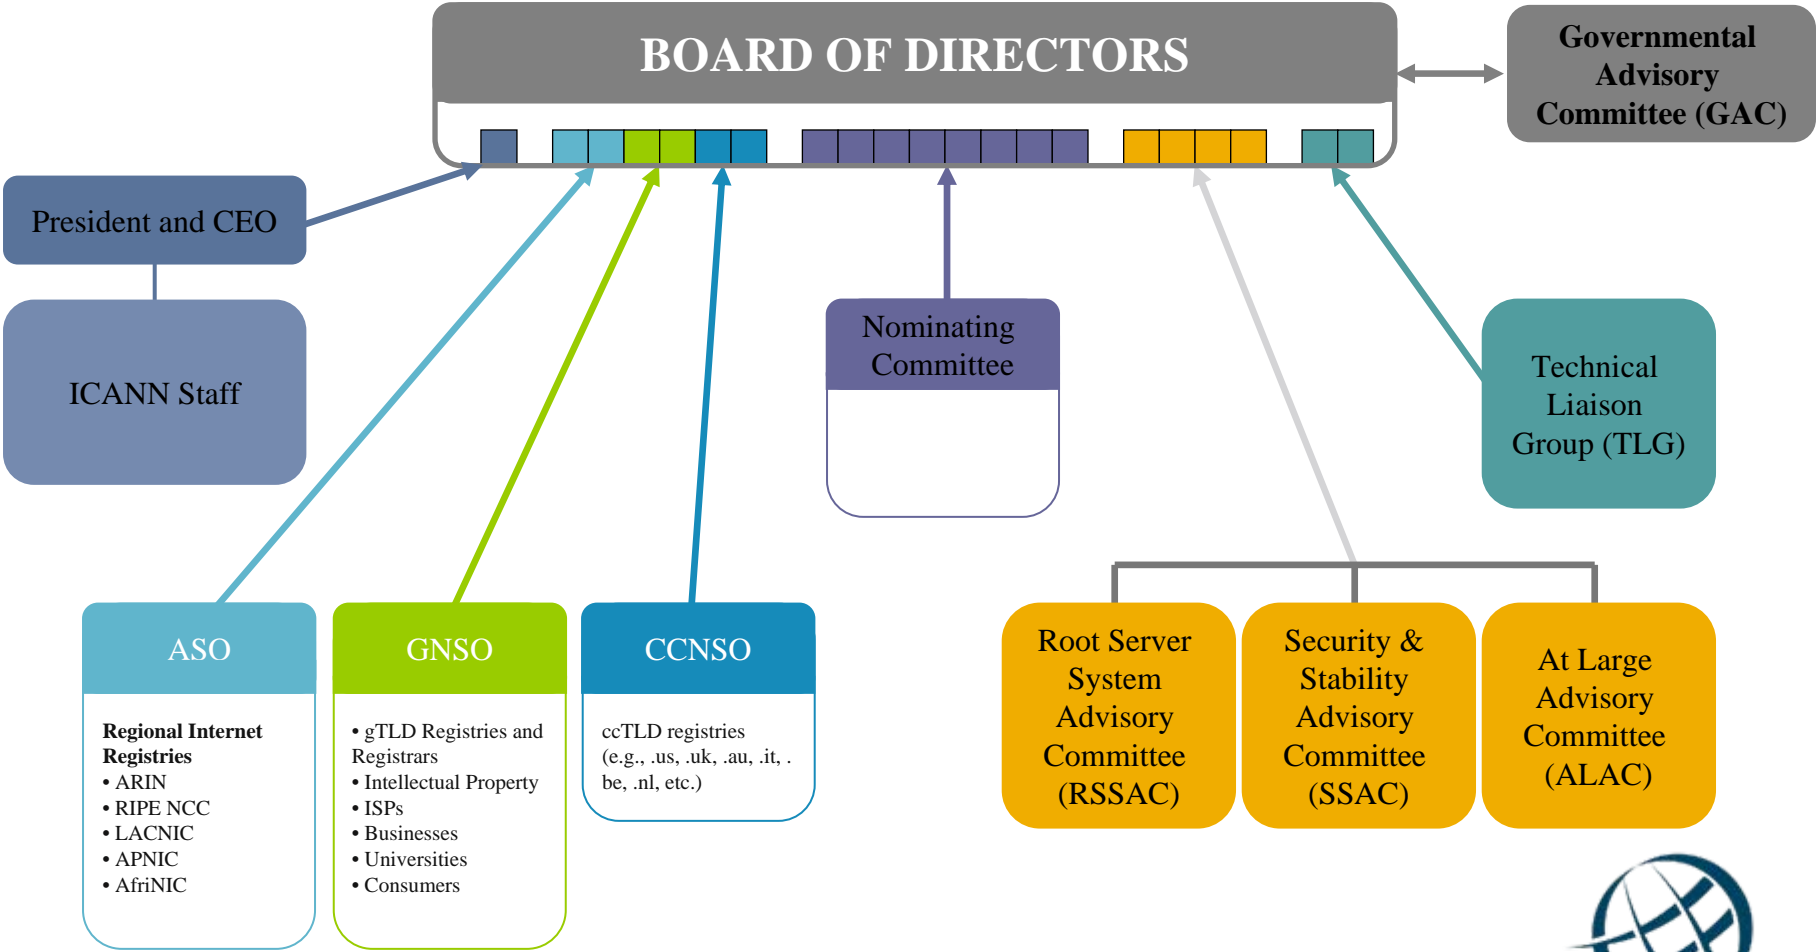 BOARD OF DIRECTORS
Governmental
Advisory
Committee (GAC)
President and CEO
ICANN Staff
Nominating
Committee
Technical
Liaison
Group (TLG)
ASO
Regional Internet
Registries
• ARIN
• RIPE NCC
• LACNIC
• APNIC
• AfriNIC
GNSO
• gTLD Registries and
Registrars
• Intellectual Property
• ISPs
• Businesses
• Universities
• Consumers
CCNSO
ccTLD registries
(e.g., .us, .uk, .au, .it, .
be, .nl, etc.)
Root Server
System
Advisory
Committee
(RSSAC)
Security &
Stability
Advisory
Committee
(SSAC)
At Large
Advisory
Committee
(ALAC)